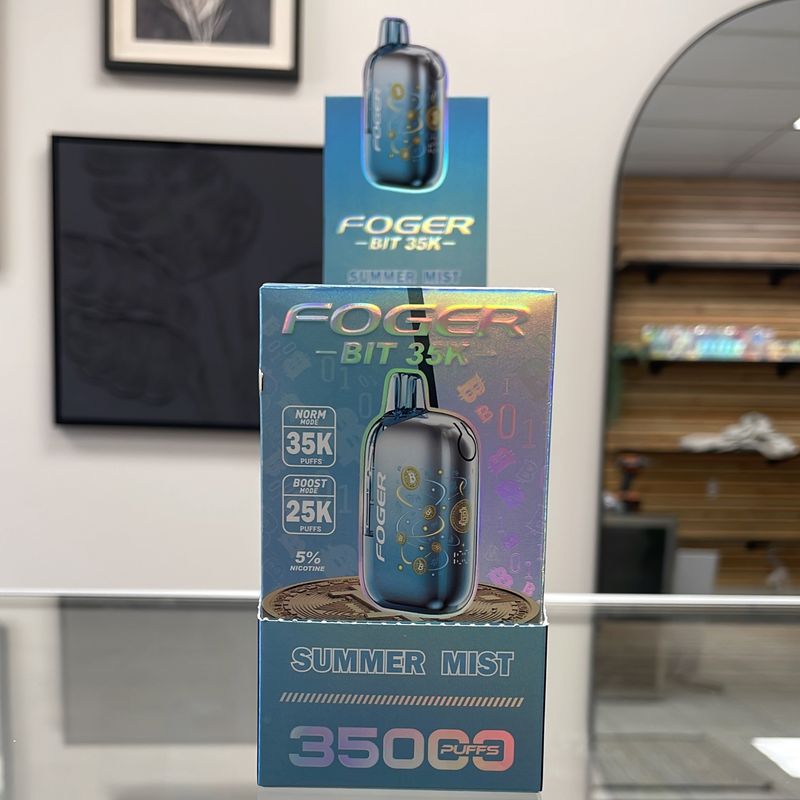 FOGER
FOGER
-BIT 35K-
SUMMER MIST
FOGER
-BIT 35K-
NORM
MODE
35K
PUFFS
BOOST
MODE
25K
PUFFS
5%
NICOTINE
FOGER
SUMMER MIST
35000
PUFFS